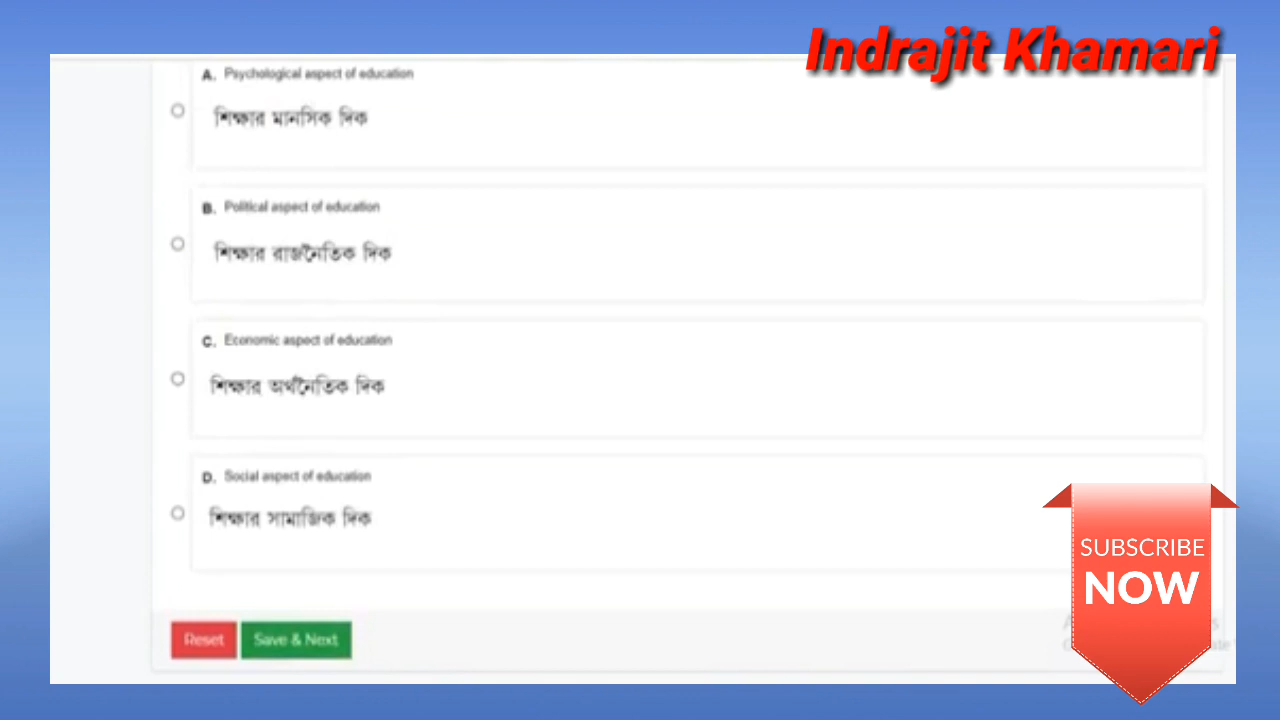 Indrajit Khamari
A. Psychological aspect of education
শিক্ষার মানসিক দিক
B. Political aspect of education
শিক্ষার রাজনৈতিক দিক
C. Economic aspect of education
শিক্ষার অর্থনৈতিক দিক
D. Social aspect of education
শিক্ষার সামাজিক দিক
SUBSCRIBE
NOW
Reset Save & Next